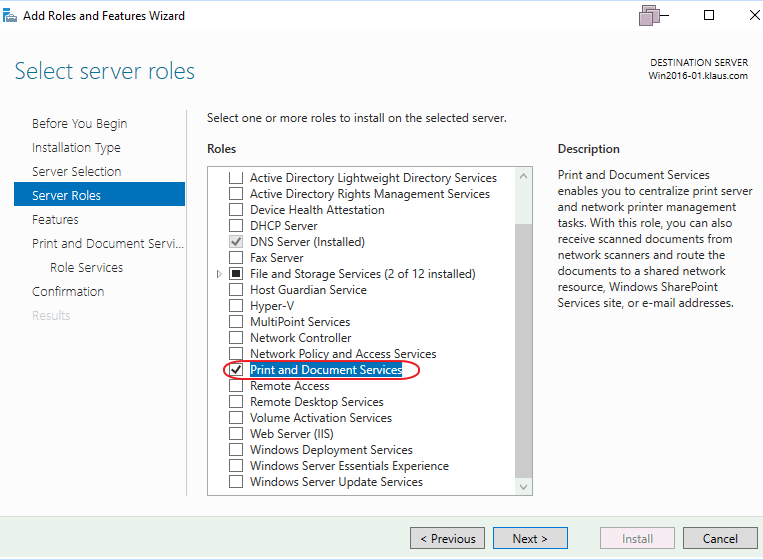 Add Roles and Features Wizard
Select server roles
DESTINATION SERVER
Win2016-01.klaus.com
Before You Begin
Installation Type
Server Selection
Server Roles
Features
Print and Document Servi...
Role Services
Confirmation
Results
Select one or more roles to install on the selected server.
Roles
Active Directory Lightweight Directory Services
Active Directory Rights Management Services
Device Health Attestation
DHCP Server
DNS Server (Installed)
Fax Server
File and Storage Services (2 of 12 installed)
Host Guardian Service
Hyper-V
MultiPoint Services
Network Controller
Network Policy and Access Services
Print and Document Services
Remote Access
Remote Desktop Services
Volume Activation Services
Web Server (IIS)
Windows Deployment Services
Windows Server Essentials Experience
Windows Server Update Services
Description
Print and Document Services
enables you to centralize print server
and network printer management
tasks. With this role, you can also
receive scanned documents from
network scanners and route the
documents to a shared network
resource, Windows SharePoint
Services site, or e-mail addresses.
< Previous
Next >
Install
Cancel